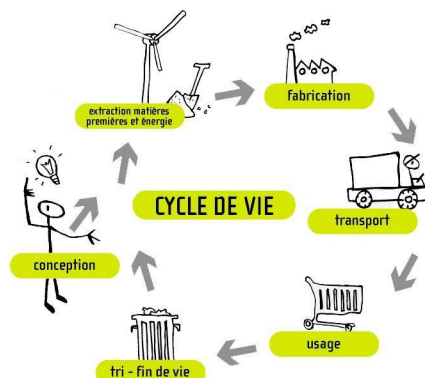 extraction matières
premières et énergie
fabrication
CYCLE DE VIE
transport
conception
usage
tri - fin de vie